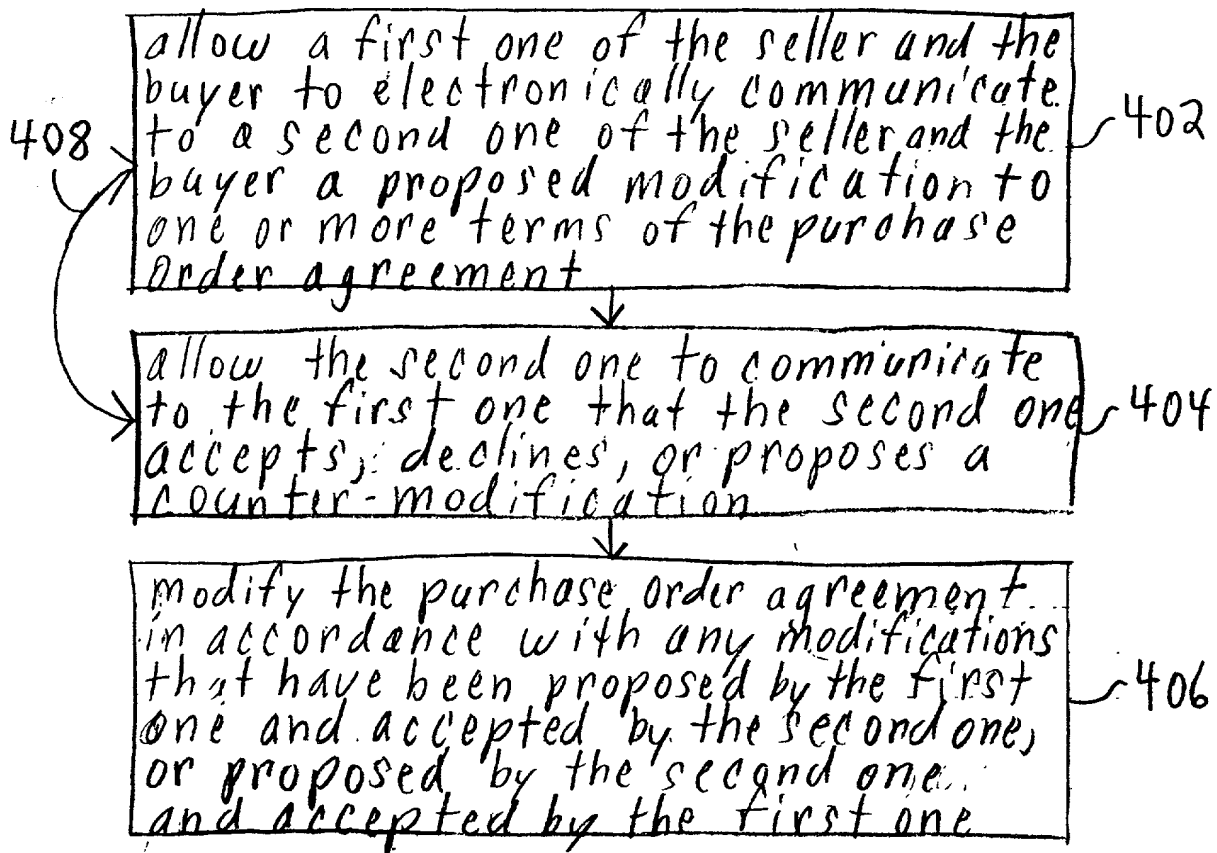 allow a first one of the seller and the
buyer to electronically communicate
to a second one of the seller and the
buyer a proposed modification to
one or more terms of the purchase
order agreement
402
408
allow the second one to communicate
to the first one that the second one
accepts, declines, or proposes a
counter-modification
404
modify the purchase order agreement
in accordance with any modifications
that have been proposed by the first
one and accepted by the second one,
or proposed by the second one
and accepted by the first one
406